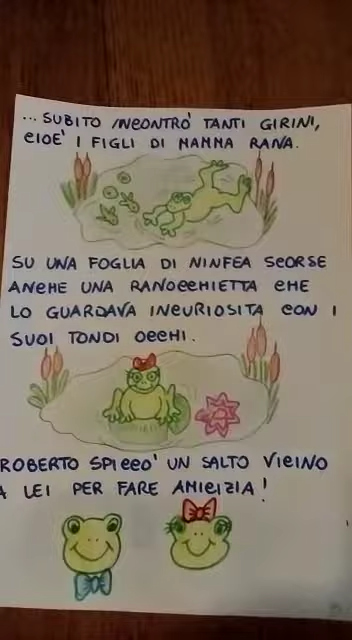 ... SUBITO INCONTRÒ TANTI GIRINI,
CIOÈ I FIGLI DI MAMMA RANA.
SU UNA FOGLIA DI NINFEA SCORSE
ANCHE UNA RANOCCHIETTA CHE
LO GUARDAVA INCURIOSITA CON I
SUOI TONDI OCCHI.
ROBERTO SPICCÒ UN SALTO VICINO
A LEI PER FARE AMICIZIA!